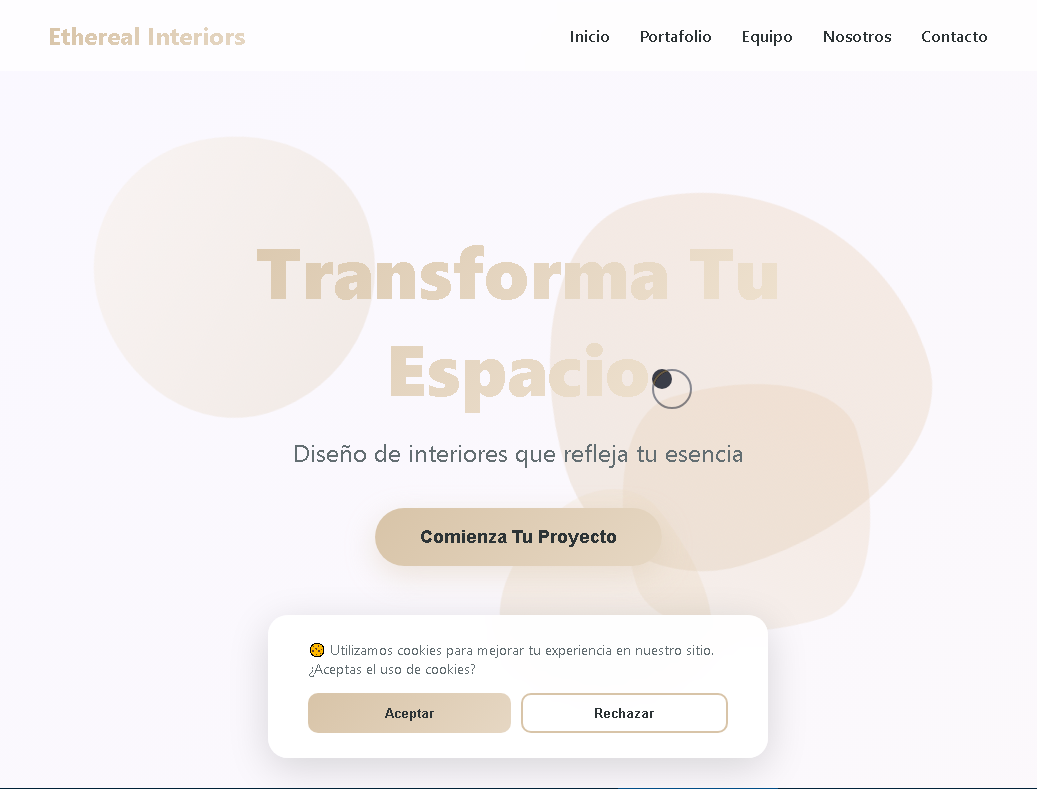 Ethereal Interiors
Inicio Portafolio Equipo Nosotros Contacto
Transforma Tu
Espacio
Diseño de interiores que refleja tu esencia
Comienza Tu Proyecto
Utilizamos cookies para mejorar tu experiencia en nuestro sitio.
¿Aceptas el uso de cookies?
Aceptar
Rechazar